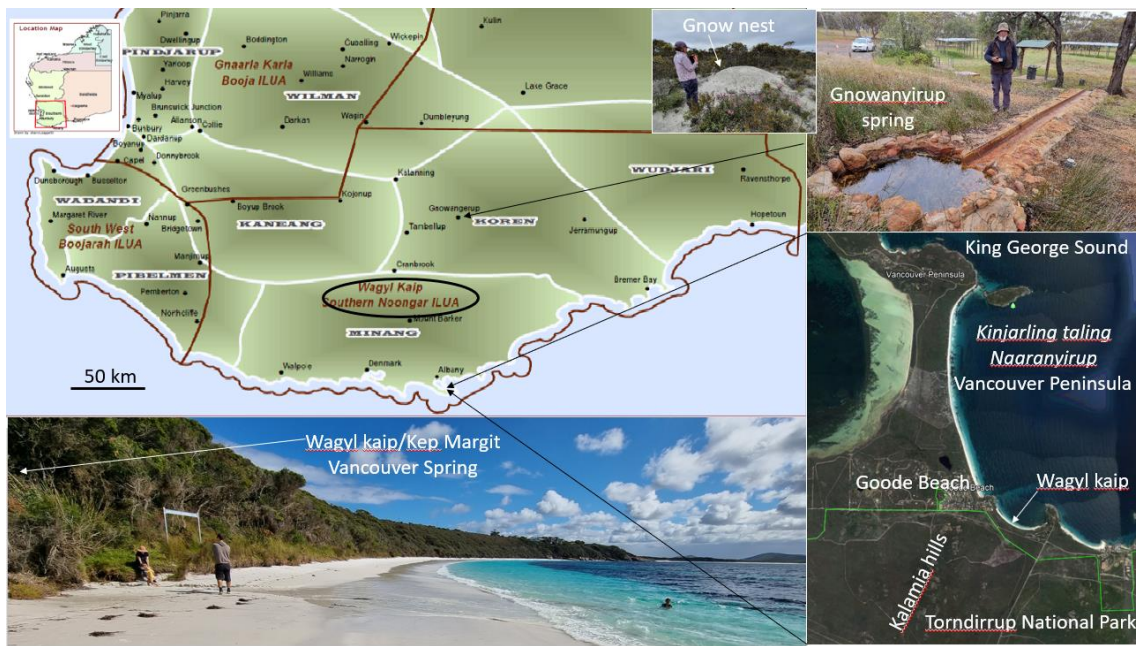 Location Map
Pinjarra
Dwellingup
PINDJARUP
Yarloop
Harvey
Myalup
Brunswick Junction
Bunbury
Allanson
Collie
Dardanup
Boyanup
Donnybrook
Capel
Dunsborough
Busselton
WADANDI
Margaret River
Nannup
South West
Boojarah ILUA
Bridgetown
Greenbushes
Manjimup
Augusta
PIBELMEN
Pemberton
Northcliffe
Boddington
Cuballing
Wickepin
Kulin
Gnaarla Karla
Booja ILUA
Narrogin
Williams
WILMAN
Lake Grace
Darkan
Wagin
Dumbleyung
Katanning
WUDJARI
Ravensthorpe
Boyup Brook
Kojonup
KANEANG
Gnowangerup
KOREN
Tambellup
Jerramungup
Hopetoun
Cranbrook
Bremer Bay
Wagyl Kaip
Southern Noongar ILUA
Mount Barker
MINANG
Walpole
Denmark
Albany
50 km
Gnow nest
Gnowanyirup
spring
King George Sound
Vancouver Peninsula
Kinjarling taling
Naaranyirup
Vancouver Peninsula
Goode Beach
Wagyl kaip
Kalamia hills
Torndirrup National Park
Wagyl kaip/Kep Margit
Vancouver Spring